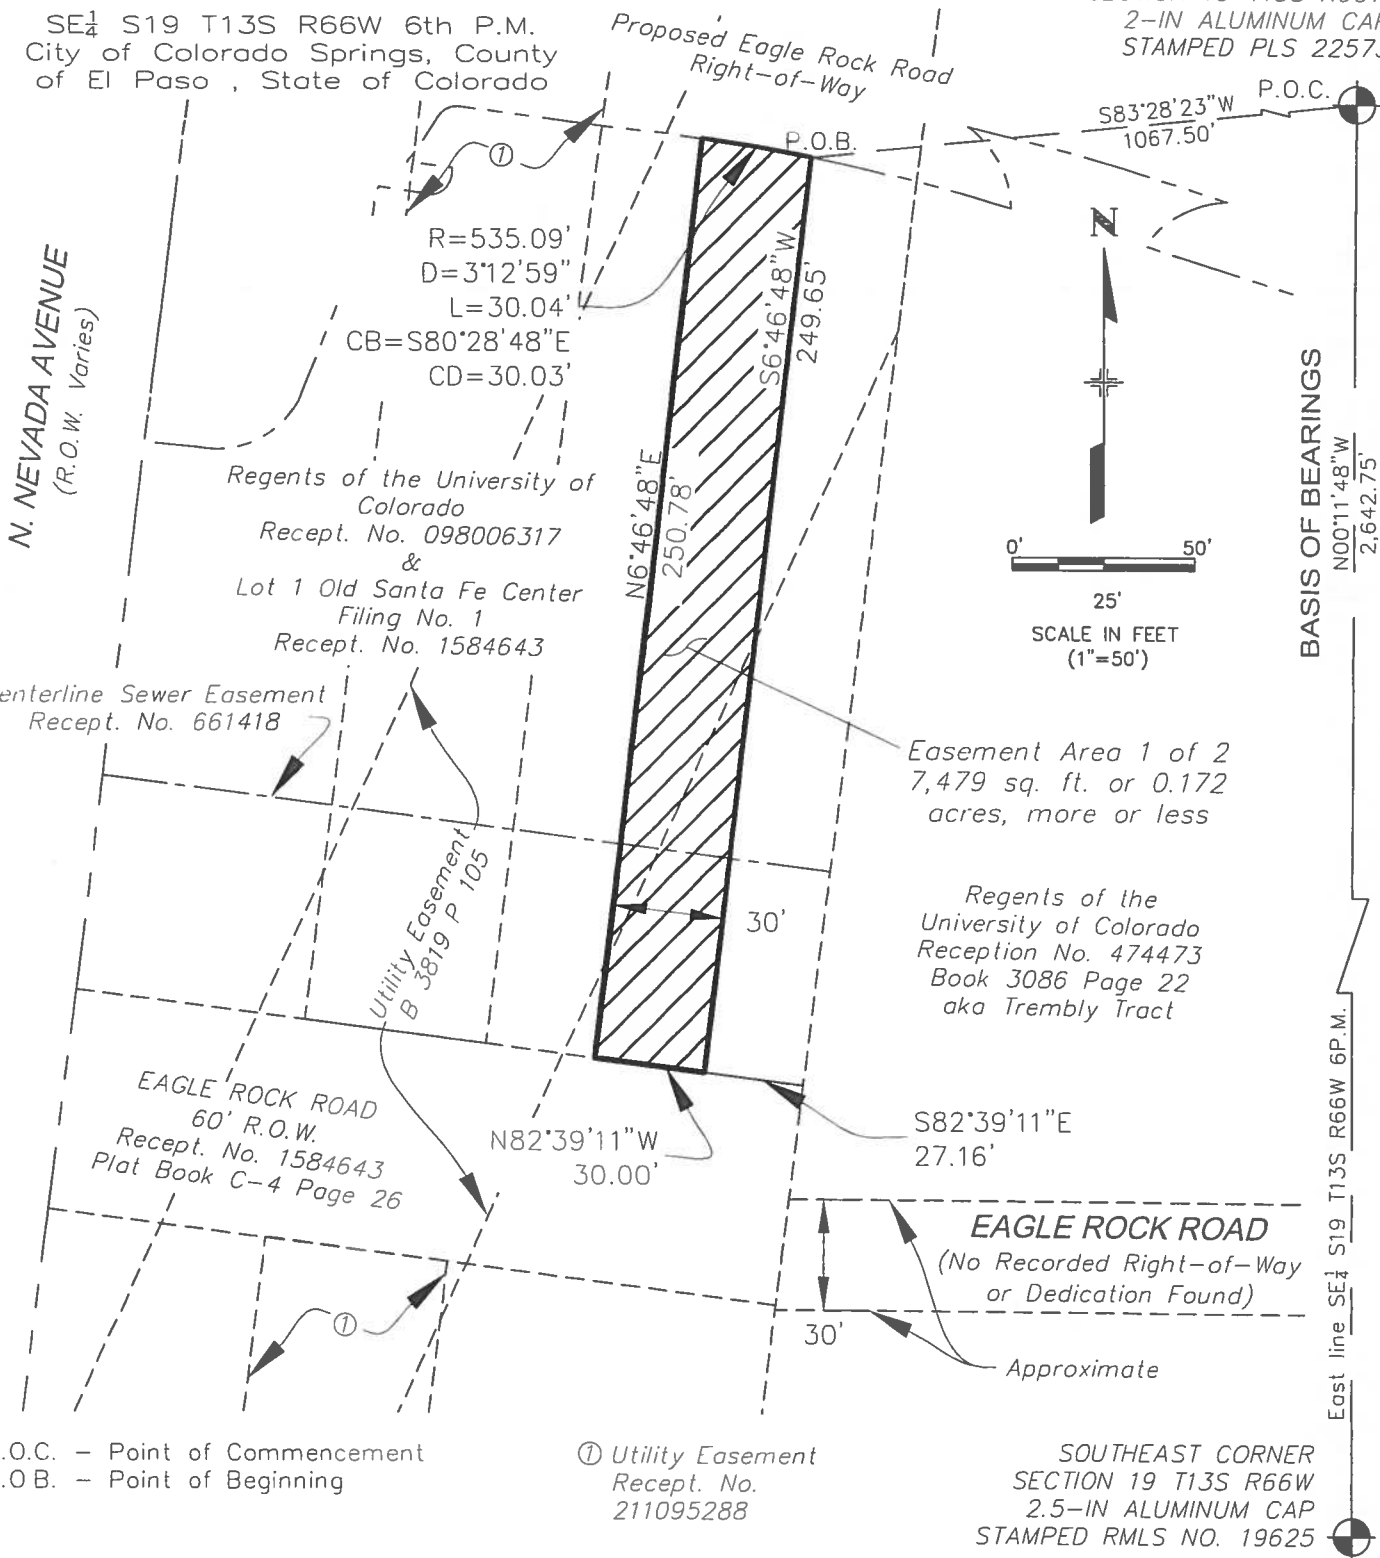 SE¼ S19 T13S R66W 6th P.M.
City of Colorado Springs, County
of El Paso , State of Colorado
Proposed Eagle Rock Road
Right-of-Way
2-IN ALUMINUM CAP
STAMPED PLS 22573
P.O.C.
S83°28'23"W
1067.50'
P.O.B.
①
N
R=535.09'
D=3°12'59"
L=30.04'
CB=S80°28'48"E
CD=30.03'
S6°46'48"W
249.65'
N. NEVADA AVENUE
(R.O.W. Varies)
N6°46'48"E
250.78'
BASIS OF BEARINGS
N00°11'48"W
2,642.75'
Regents of the University of
Colorado
Recept. No. 098006317
&
Lot 1 Old Santa Fe Center
Filing No. 1
Recept. No. 1584643
0' 50'
25'
SCALE IN FEET
(1"=50')
enterline Sewer Easement
Recept. No. 661418
Easement Area 1 of 2
7,479 sq. ft. or 0.172
acres, more or less
Utility Easement
B 3819 P 105
30'
Regents of the
University of Colorado
Reception No. 474473
Book 3086 Page 22
aka Trembly Tract
EAGLE ROCK ROAD
60' R.O.W.
Recept. No. 1584643
Plat Book C-4 Page 26
N82°39'11"W
30.00'
S82°39'11"E
27.16'
EAGLE ROCK ROAD
(No Recorded Right-of-Way
or Dedication Found)
30'
Approximate
①
East line SE¼ S19 T13S R66W 6P.M.
.O.C. - Point of Commencement
.O B. - Point of Beginning
① Utility Easement
Recept. No.
211095288
SOUTHEAST CORNER
SECTION 19 T13S R66W
2.5-IN ALUMINUM CAP
STAMPED RMLS NO. 19625